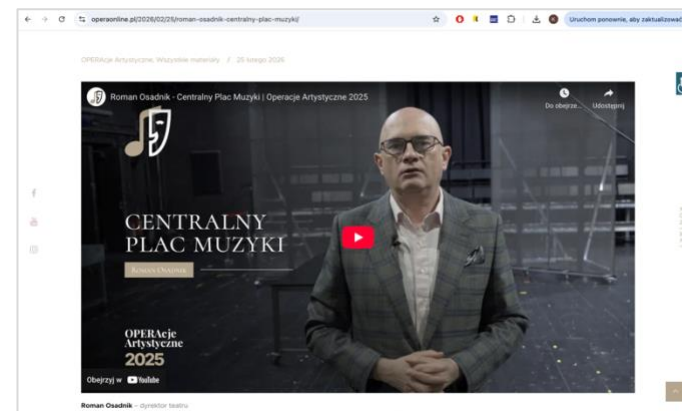 operaonline.pl/2026/02/25/roman-osadnik-centralny-plac-muzyki/
Uruchom ponownie, aby zaktualizować
OPERAcje Artystyczne, Wszystkie materiały / 25 lutego 2026
Roman Osadnik - Centralny Plac Muzyki | Operacje Artystyczne 2025
Do obejrze...
Udostępnij
CENTRALNY
PLAC MUZYKI
ROMAN OSADNIK
OPERAcje
Artystyczne
2025
Obejrzyj w YouTube
Roman Osadnik – dyrektor teatru